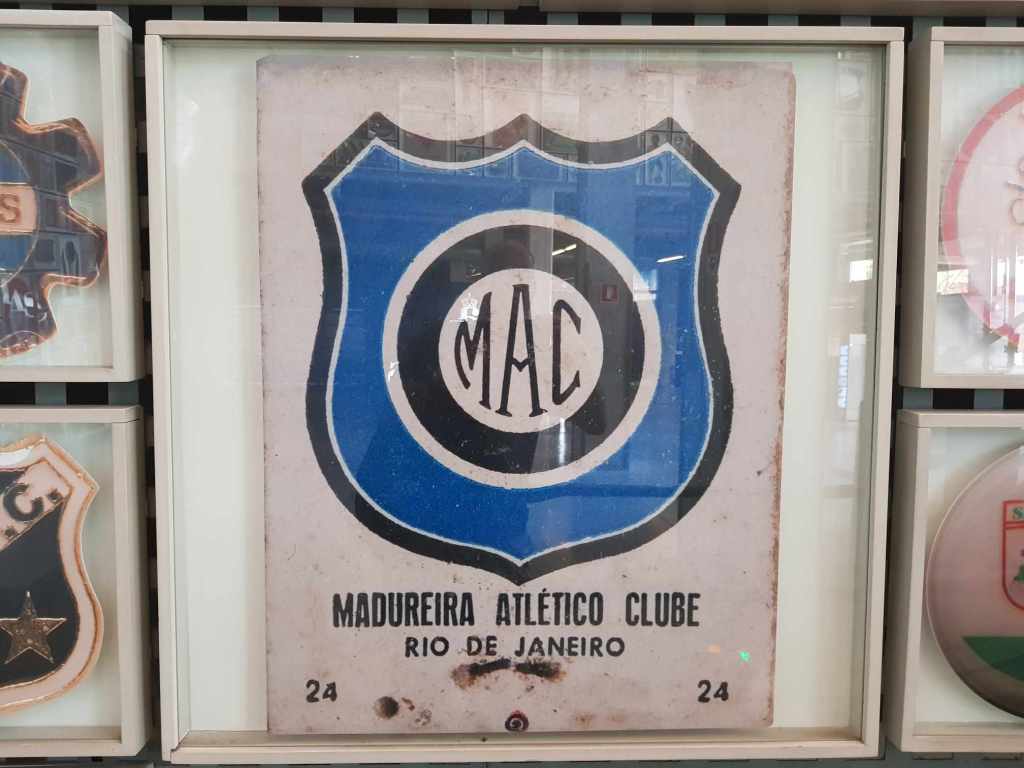 MAC
MADUREIRA ATLÉTICO CLUBE
RIO DE JANEIRO
24 24